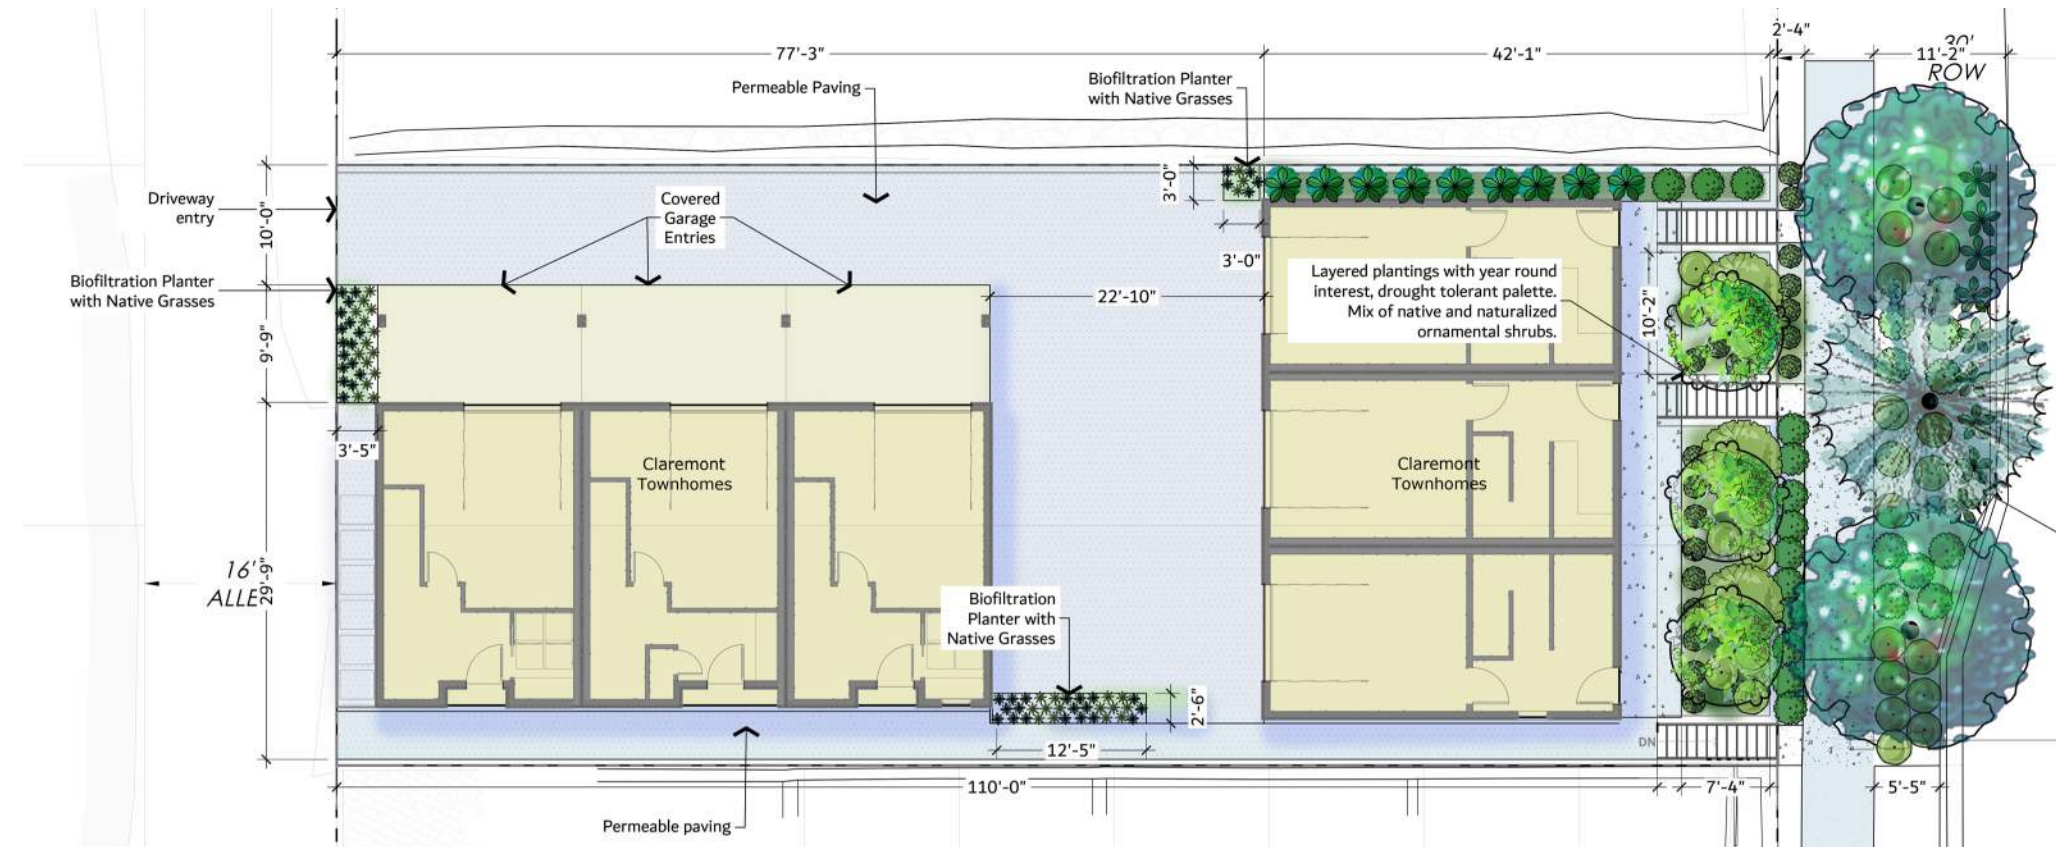 2'-4"
77'-3"
42'-1"
30'
11'-2"
ROW
Permeable Paving
Biofiltration Planter
with Native Grasses
3'-0"
Driveway
entry
10'-0"
Covered
Garage
Entries
3'-0"
Biofiltration Planter
with Native Grasses
22'-10"
Layered plantings with year round
interest, drought tolerant palette.
Mix of native and naturalized
ornamental shrubs.
10'-2"
9'-9"
3'-5"
Claremont
Townhomes
Claremont
Townhomes
16'
ALLE
29'-9"
Biofiltration
Planter with
Native Grasses
2'-6"
12'-5"
DN
110'-0"
7'-4"
5'-5"
Permeable paving